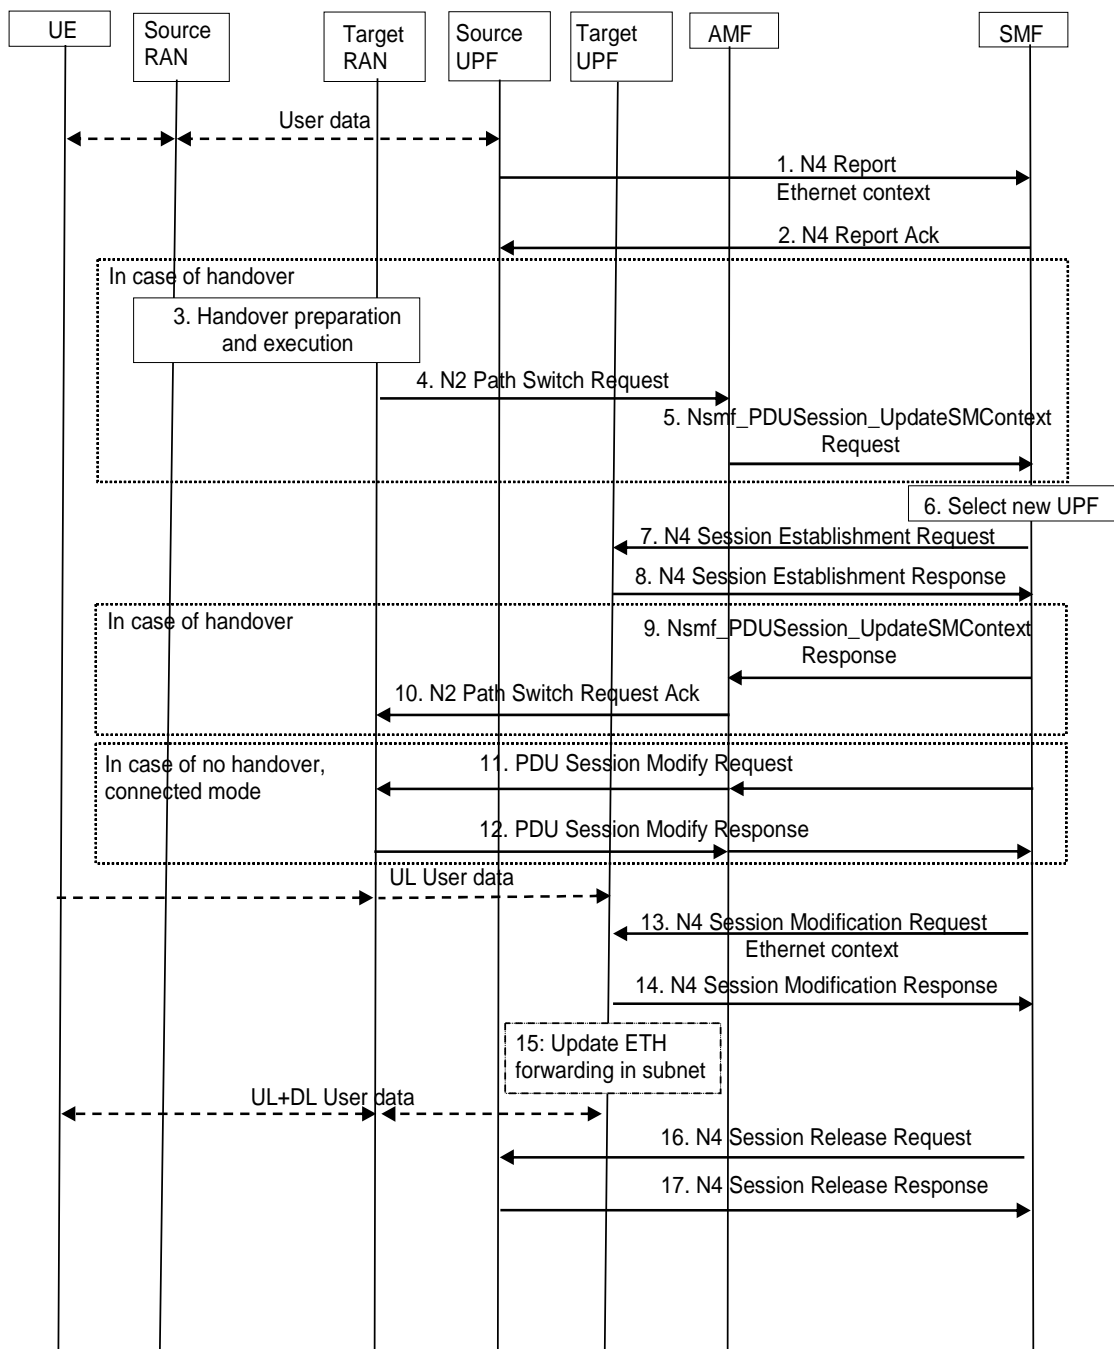 UE
Source
RAN
Target
RAN
Source
UPF
Target
UPF
AMF
SMF
User data
1. N4 Report
Ethernet context
2. N4 Report Ack
In case of handover
3. Handover preparation
and execution
4. N2 Path Switch Request
5. Nsmf_PDUSession_UpdateSMContext
Request
6. Select new UPF
7. N4 Session Establishment Request
8. N4 Session Establishment Response
In case of handover
9. Nsmf_PDUSession_UpdateSMContext
Response
10. N2 Path Switch Request Ack
In case of no handover,
connected mode
11. PDU Session Modify Request
12. PDU Session Modify Response
UL User data
13. N4 Session Modification Request
Ethernet context
14. N4 Session Modification Response
15: Update ETH
forwarding in subnet
UL+DL User data
16. N4 Session Release Request
17. N4 Session Release Response